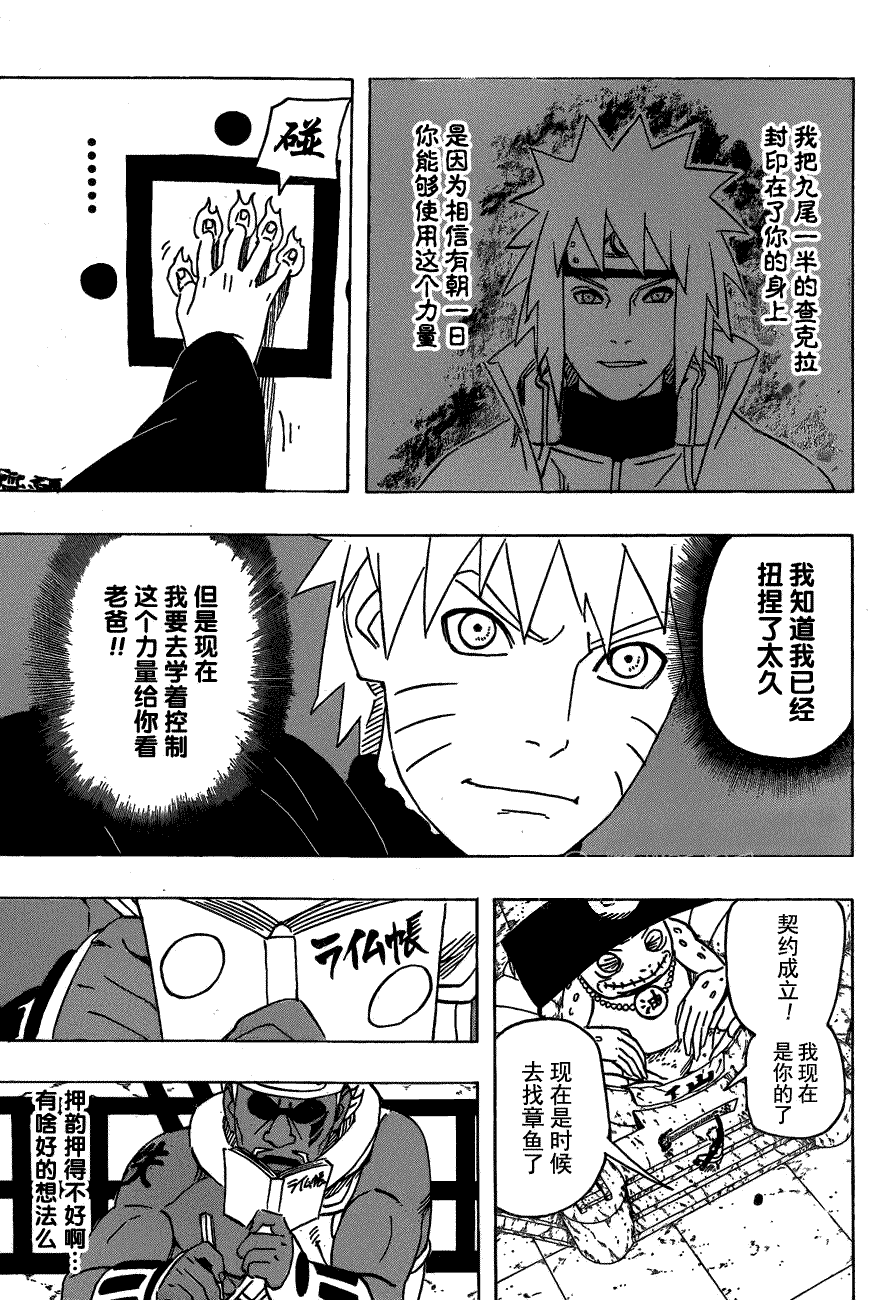 我把九尾一半的查克拉
封印在了你的身上
是因为相信有朝一日
你能够使用这个力量
碰
……
我知道我已经
扭捏了太久
但是现在
我要去学着控制
这个力量给你看
老爸!!
契约成立!
我现在
是你的了
油
现在是时候
去找章鱼了
ライム帳
押韵押得不好啊…
有啥好的想法么
ライム帳